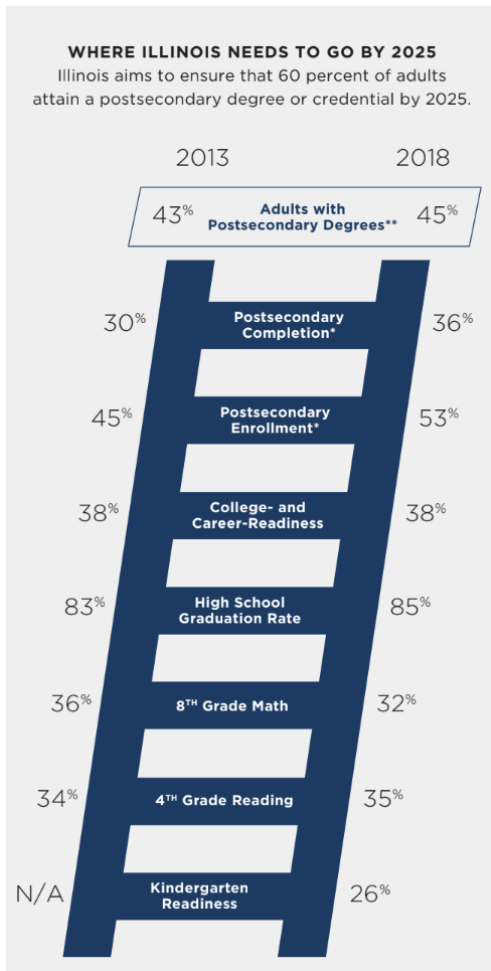 WHERE ILLINOIS NEEDS TO GO BY 2025
Illinois aims to ensure that 60 percent of adults
attain a postsecondary degree or credential by 2025.
2013 2018
43% Adults with Postsecondary Degrees** 45%
30% Postsecondary Completion* 36%
45% Postsecondary Enrollment* 53%
38% College- and Career-Readiness 38%
83% High School Graduation Rate 85%
36% 8TH Grade Math 32%
34% 4TH Grade Reading 35%
N/A Kindergarten Readiness 26%